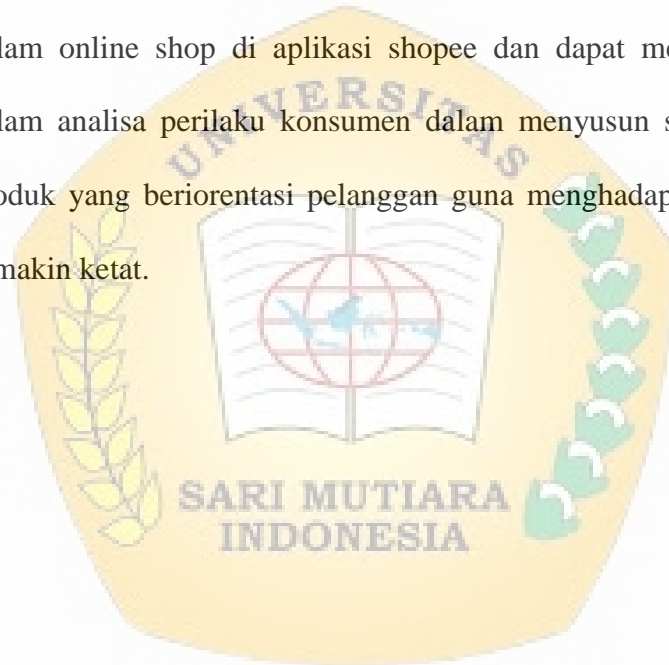 alam online shop di aplikasi shopee dan dapat me
alam analisa perilaku konsumen dalam menyusun s
oduk yang beriorentasi pelanggan guna menghadap
makin ketat.
UNIVERSITAS
SARI MUTIARA
INDONESIA